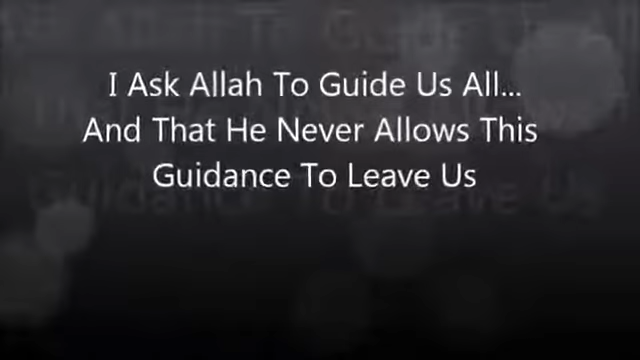 I Ask Allah To Guide Us All...
And That He Never Allows This
Guidance To Leave Us